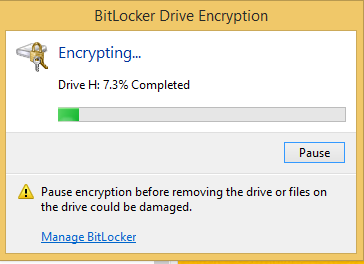 BitLocker Drive Encryption
Encrypting...
Drive H: 7.3% Completed
Pause
Pause encryption before removing the drive or files on
the drive could be damaged.
Manage BitLocker